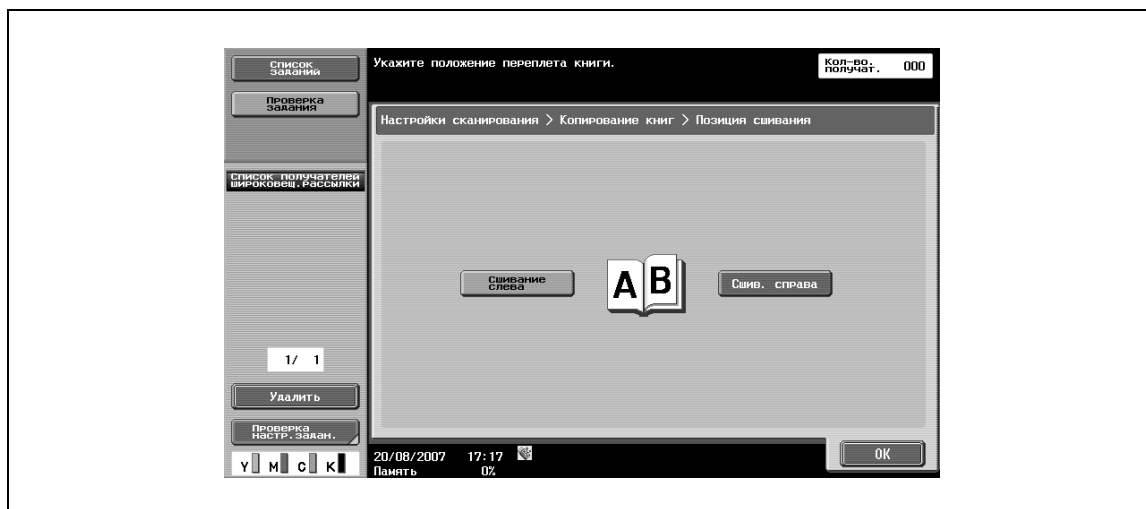 Список
заданий
Проверка
задания
Список получателей
широковещ.рассылки
1/ 1
Удалить
Проверка
настр.задан.
Y M C K
Укажите положение переплета книги.
Кол-во.
получат. 000
Настройки сканирования > Копирование книг > Позиция сшивания
Сшивание
слева
A B
Сшив. справа
OK
20/08/2007 17:17
Память 0%